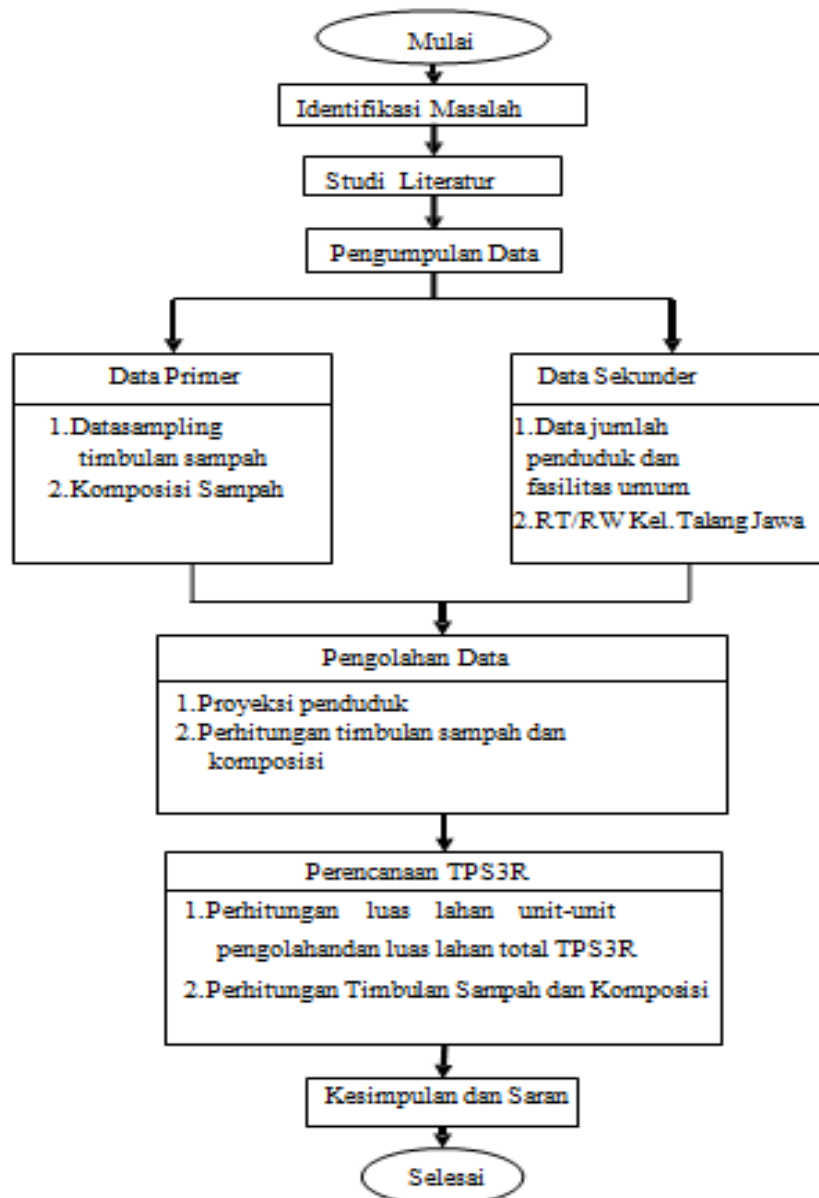 Mulai
Identifikasi Masalah
Studi Literatur
Pengumpulan Data
Data Primer
1.Datasampling
timbulan sampah
2.Komposisi Sampah
Data Sekunder
1.Data jumlah
penduduk dan
fasilitas umum
2.RT/RW Kel.Talang Jawa
Pengolahan Data
1.Proyeksi penduduk
2.Perhitungan timbulan sampah dan
komposisi
Perencanaan TPS3R
1.Perhitungan luas lahan unit-unit
pengolahandan luas lahan total TPS3R
2.Perhitungan Timbulan Sampah dan Komposisi
Kesimpulan dan Saran
Selesai